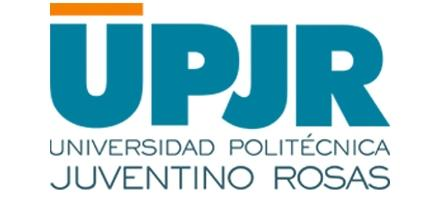 UPJR
UNIVERSIDAD POLITÉCNICA
JUVENTINO ROSAS